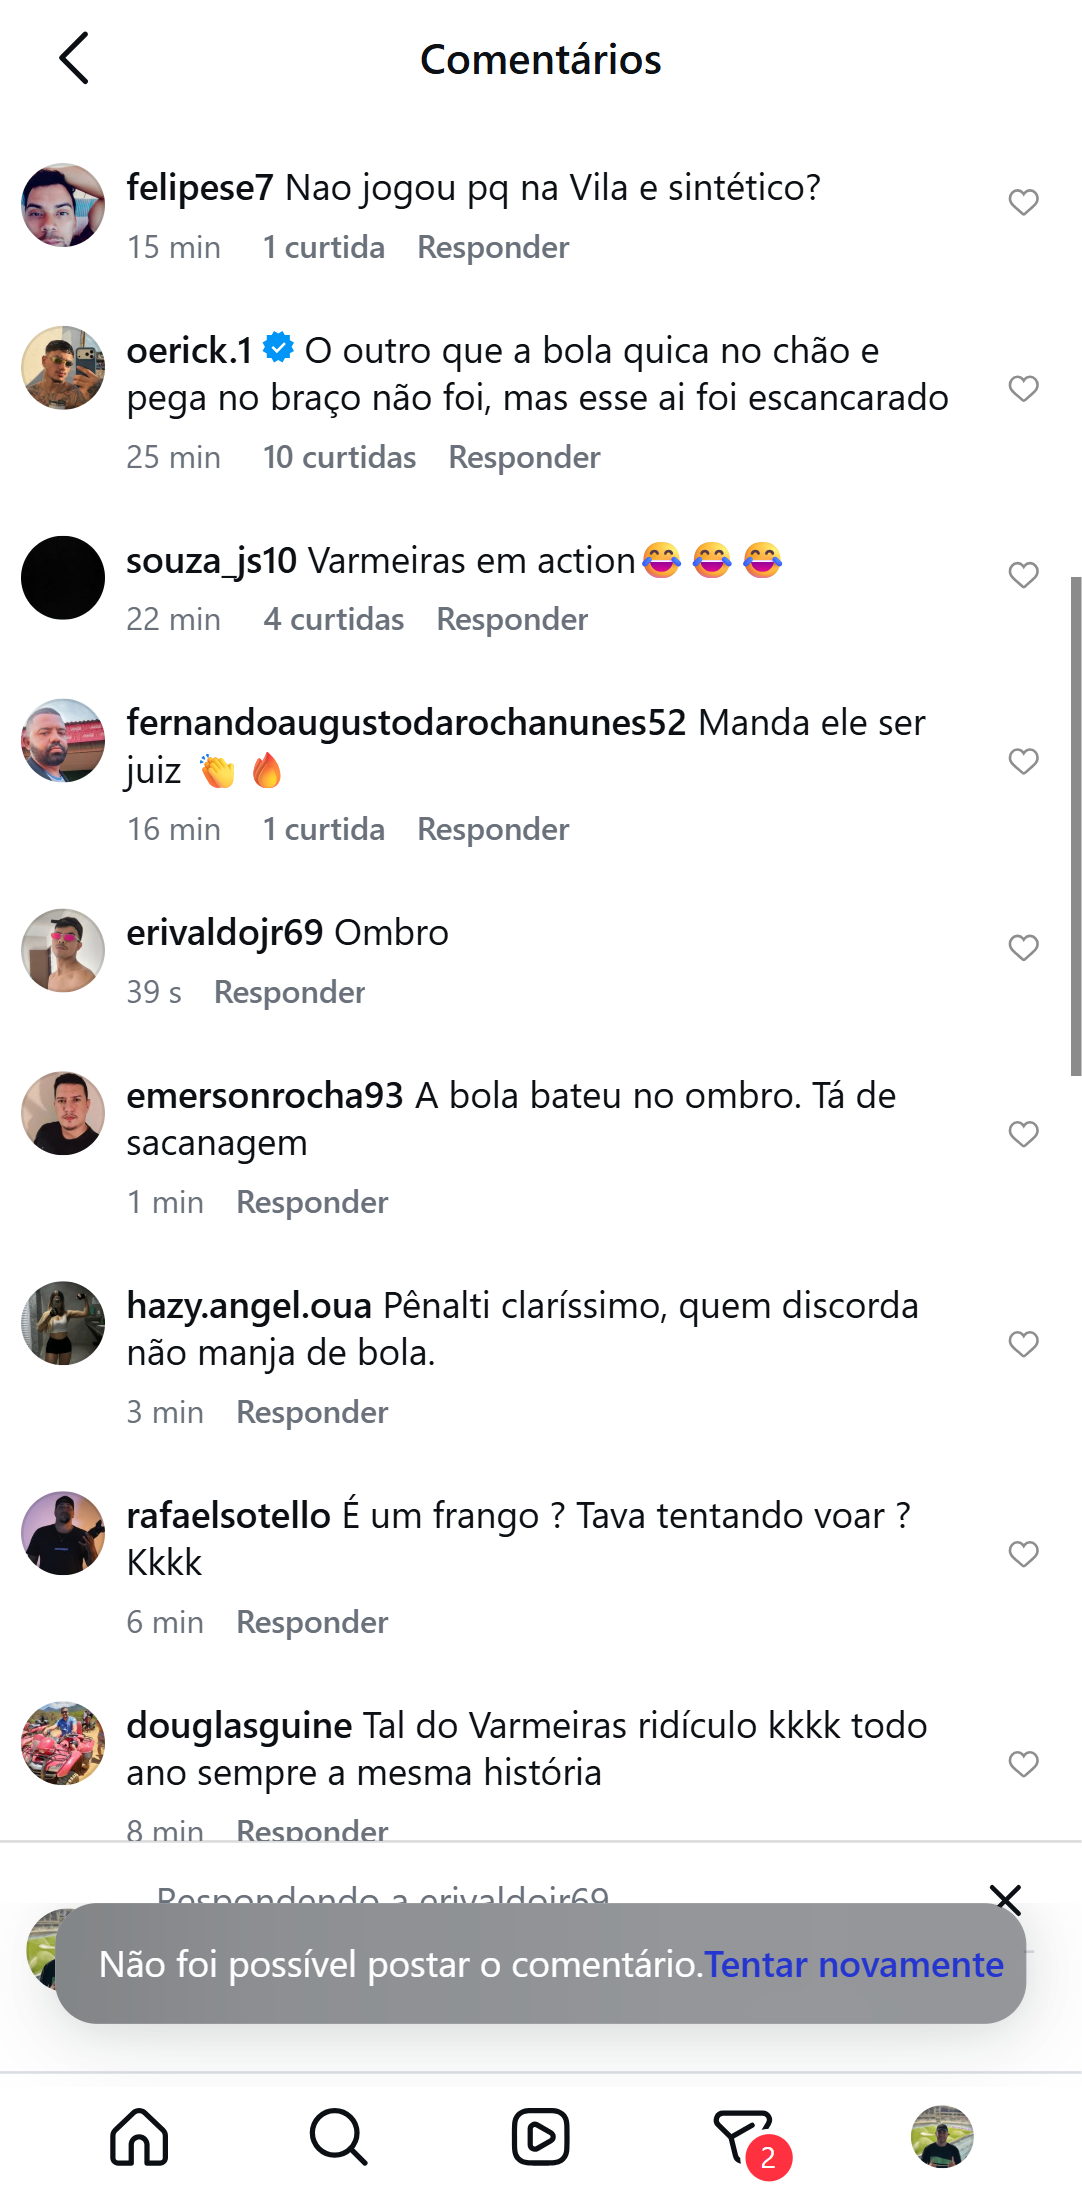 Comentários
felipese7 Nao jogou pq na Vila e sintético?
15 min 1 curtida Responder
oerick.1 O outro que a bola quica no chão e
pega no braço não foi, mas esse ai foi escancarado
25 min 10 curtidas Responder
souza_js10 Varmeiras em action😂😂😂
22 min 4 curtidas Responder
fernandoaugustodarochanunes52 Manda ele ser
juiz 👏🔥
16 min 1 curtida Responder
erivaldojr69 Ombro
39 s Responder
emersonrocha93 A bola bateu no ombro. Tá de
sacanagem
1 min Responder
hazy.angel.oua Pênalti claríssimo, quem discorda
não manja de bola.
3 min Responder
rafaelsotello É um frango ? Tava tentando voar ?
Kkkk
6 min Responder
douglasguine Tal do Varmeiras ridículo kkkk todo
ano sempre a mesma história
8 min Responder
Respondendo a erivaldojr69
Não foi possível postar o comentário.Tentar novamente
2